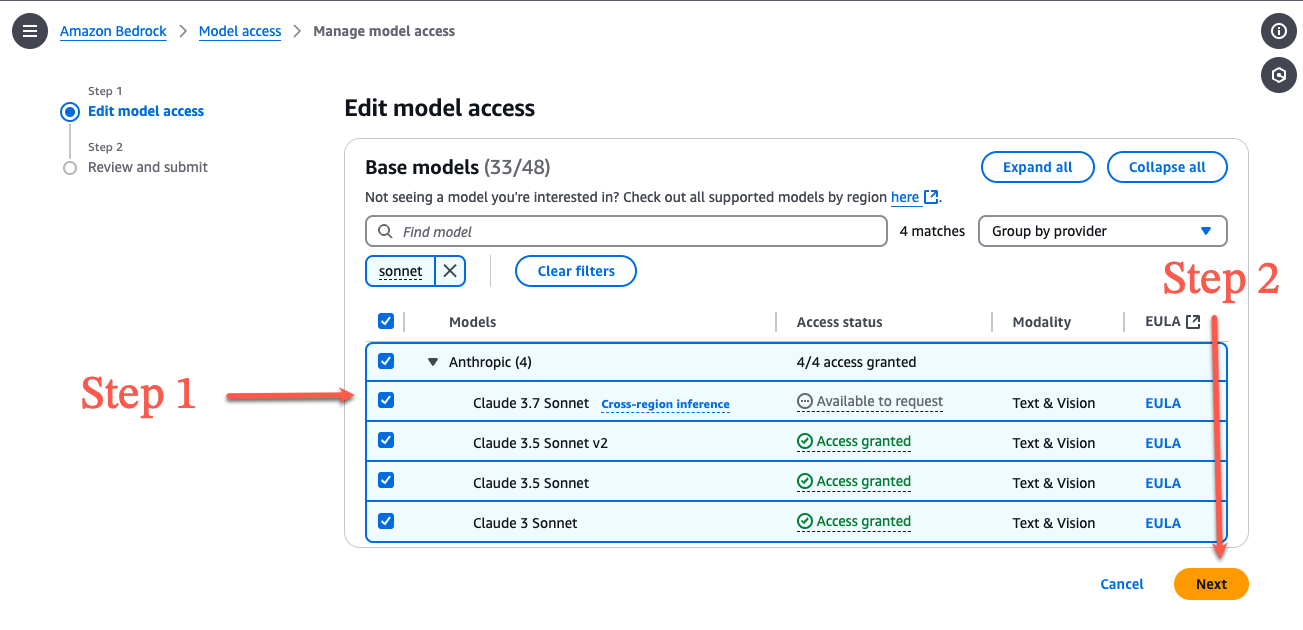 Amazon Bedrock > Model access > Manage model access
Step 1
Edit model access
Step 2
Review and submit
Edit model access
Base models (33/48)
Expand all
Collapse all
Not seeing a model you're interested in? Check out all supported models by region here.
Find model
4 matches
Group by provider
sonnet
Clear filters
Step 2
Models Access status Modality EULA
Anthropic (4) 4/4 access granted
Step 1
Claude 3.7 Sonnet Cross-region inference Available to request Text & Vision EULA
Claude 3.5 Sonnet v2 Access granted Text & Vision EULA
Claude 3.5 Sonnet Access granted Text & Vision EULA
Claude 3 Sonnet Access granted Text & Vision EULA
Cancel Next